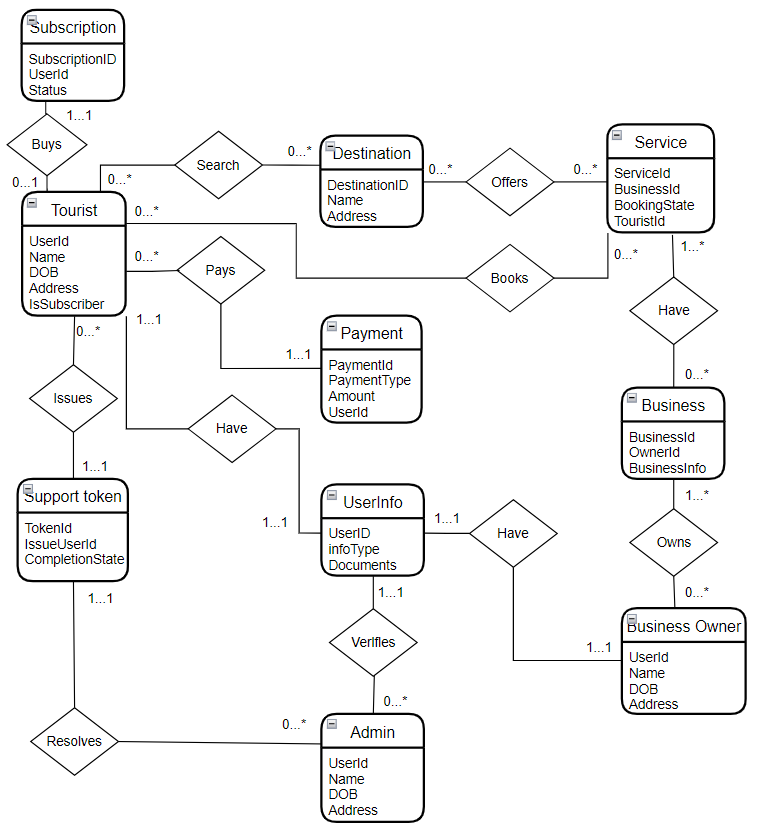 Subscription
SubscriptionID
UserId
Status
1...1
Buys
0...1
Search
0...*
0...*
Destination
DestinationID
Name
Address
0...*
Offers
0...*
Service
ServiceId
BusinessId
BookingState
TouristId
Tourist
UserId
Name
DOB
Address
IsSubscriber
0...*
Books
0...*
0...*
Pays
1...1
Payment
PaymentId
PaymentType
Amount
UserId
1...*
Have
0...*
1...1
Have
1...1
0...*
Issues
1...1
Business
BusinessId
OwnerId
BusinessInfo
Support token
TokenId
IssueUserId
CompletionState
UserInfo
UserID
infoType
Documents
1...1
Have
1...1
1...*
Owns
0...*
1...1
VerIfIes
0...*
Business Owner
UserId
Name
DOB
Address
1...1
Resolves
0...*
Admin
UserId
Name
DOB
Address